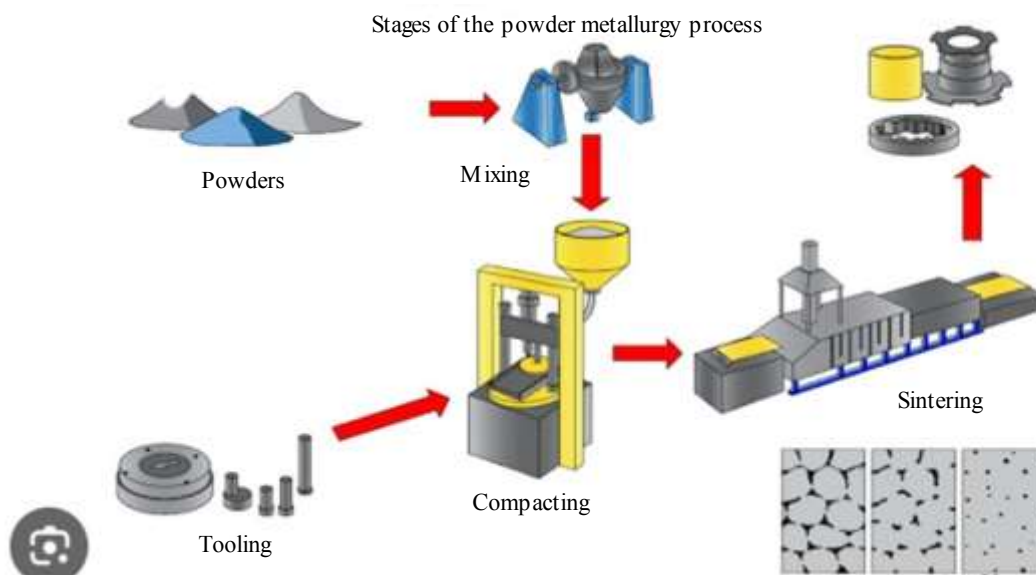 Stages of the powder metallurgy process
Powders
Mixing
Sintering
Compacting
Tooling